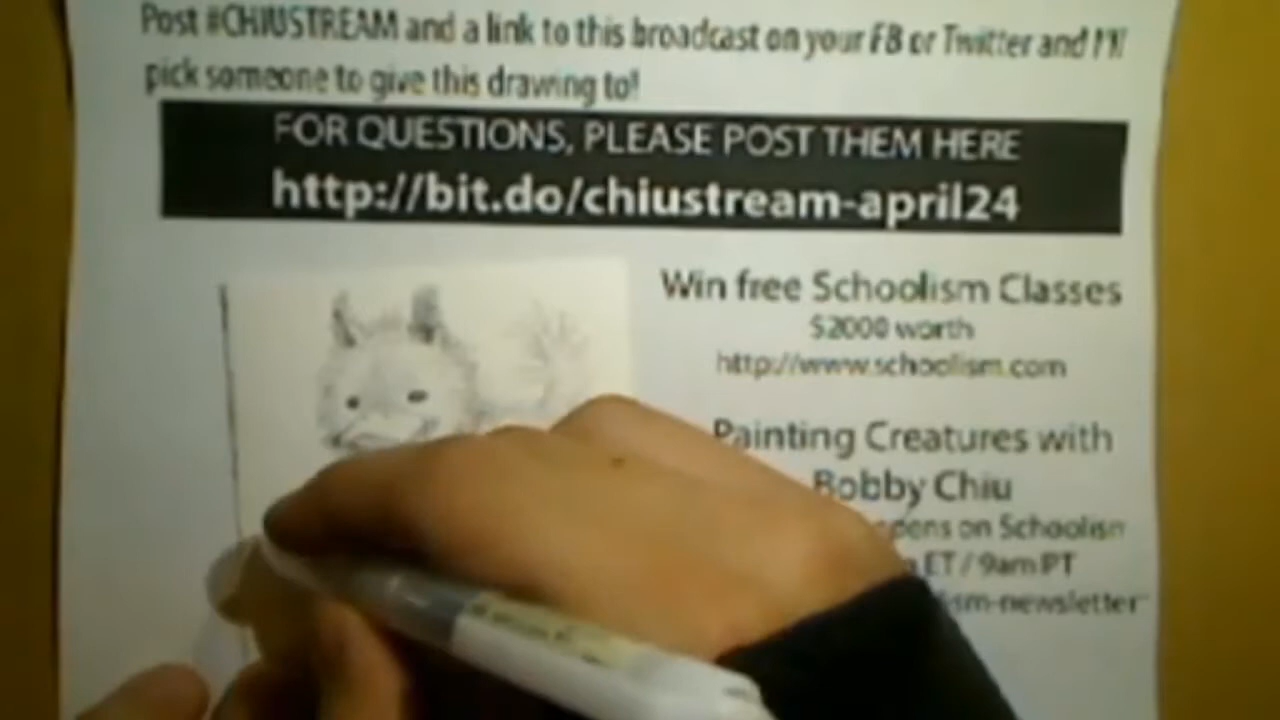 Post #CHIUSTREAM and a link to this broadcast on your FB or Twitter and I'll
pick someone to give this drawing to!
FOR QUESTIONS, PLEASE POST THEM HERE
http://bit.do/chiustream-april24
Win free Schoolism Classes
$2000 worth
http://www.schoolism.com
Painting Creatures with
Bobby Chiu
on Schoolism
ET / 9am PT